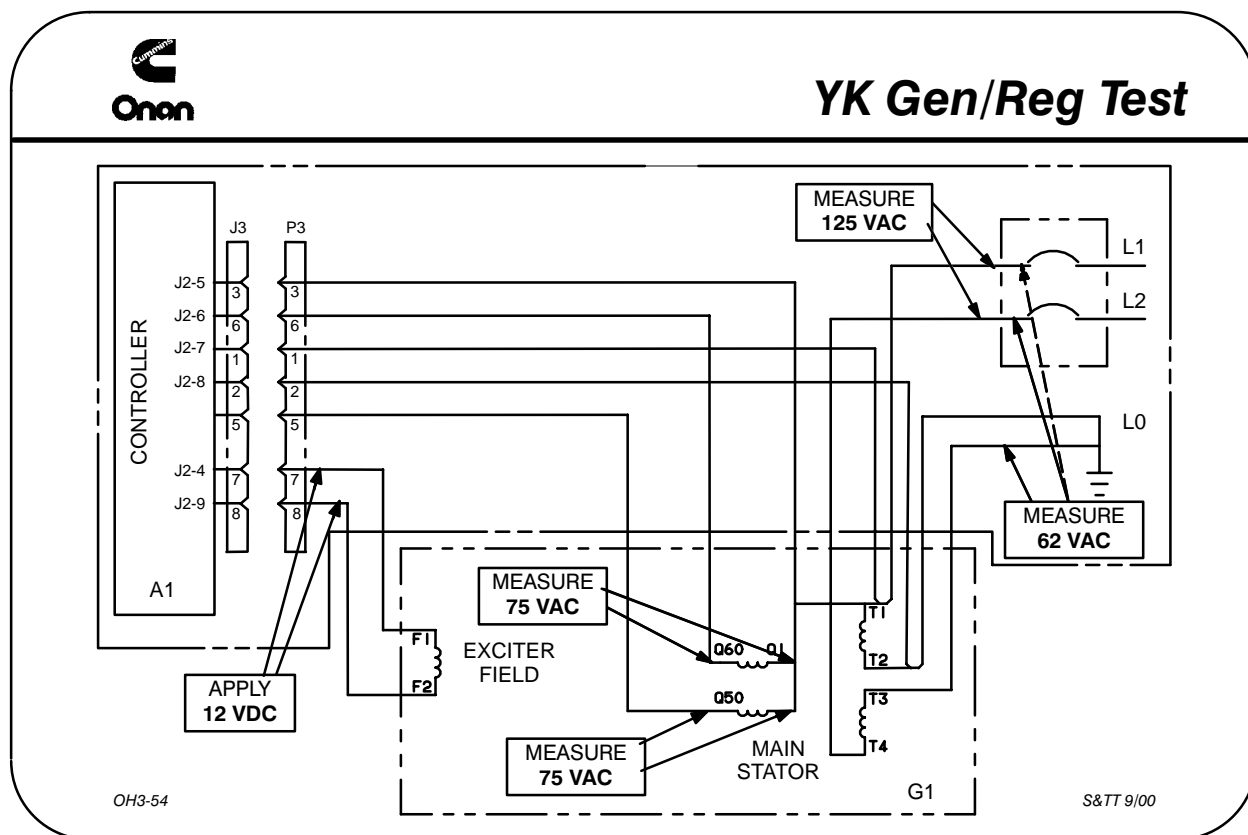 Cummins
Onan
YK Gen/Reg Test
MEASURE
125 VAC
J3
P3
L1
L2
L0
CONTROLLER
J2-5
3
3
J2-6
6
6
J2-7
1
1
J2-8
2
2
5
5
J2-4
7
7
J2-9
8
8
A1
MEASURE
62 VAC
MEASURE
75 VAC
T1
T2
T3
T4
F1
F2
EXCITER
FIELD
Q60
Q1
Q50
APPLY
12 VDC
MEASURE
75 VAC
MAIN
STATOR
G1
OH3-54
S&TT 9/00